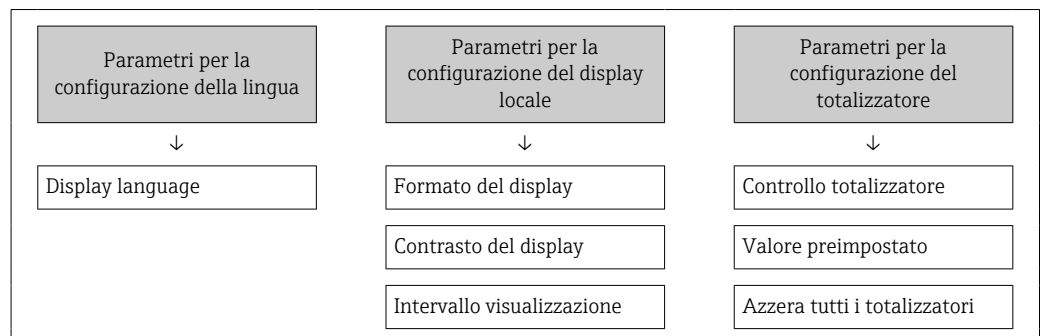 Parametri per la
configurazione della lingua
↓
Display language
Parametri per la
configurazione del display
locale
↓
Formato del display
Contrasto del display
Intervallo visualizzazione
Parametri per la
configurazione del
totalizzatore
↓
Controllo totalizzatore
Valore preimpostato
Azzera tutti i totalizzatori